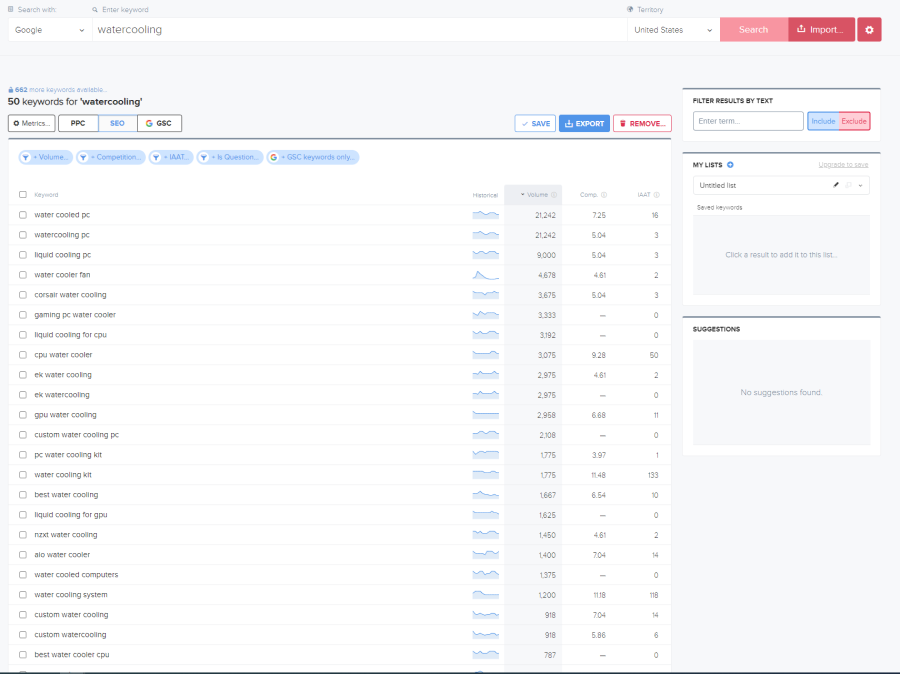 Search with:
Enter keyword
Territory
Google
watercooling
United States
Search
Import...
662 more keywords available...
50 keywords for 'watercooling'
Metrics...
PPC
SEO
GSC
SAVE
EXPORT
REMOVE...
+ Volume...
+ Competition...
+ IAAT...
+ Is Question...
+ GSC keywords only...
Keyword Historical Volume Comp. IAAT
water cooled pc 21,242 7.25 16
watercooling pc 21,242 5.04 3
liquid cooling pc 9,000 5.04 3
water cooler fan 4,678 4.61 2
corsair water cooling 3,675 5.04 3
gaming pc water cooler 3,333 — 0
liquid cooling for cpu 3,192 — 0
cpu water cooler 3,075 9.28 50
ek water cooling 2,975 4.61 2
ek watercooling 2,975 — 0
gpu water cooling 2,958 6.68 11
custom water cooling pc 2,108 — 0
pc water cooling kit 1,775 3.97 1
water cooling kit 1,775 11.48 133
best water cooling 1,667 6.54 10
liquid cooling for gpu 1,625 — 0
nzxt water cooling 1,450 4.61 2
aio water cooler 1,400 7.04 14
water cooled computers 1,375 — 0
water cooling system 1,200 11.18 118
custom water cooling 918 7.04 14
custom watercooling 918 5.86 6
best water cooler cpu 787 — 0
FILTER RESULTS BY TEXT
Enter term...
Include
Exclude
MY LISTS
Upgrade to save
Untitled list
Saved keywords
Click a result to add it to this list...
SUGGESTIONS
No suggestions found.